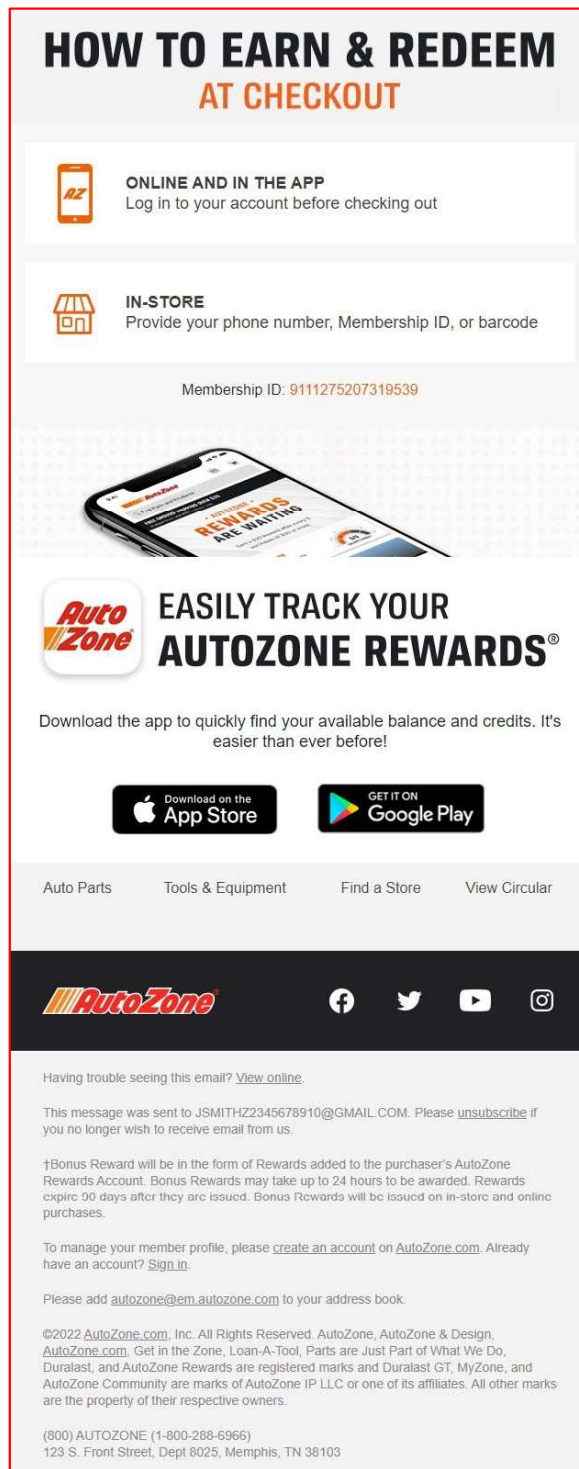 HOW TO EARN & REDEEM
AT CHECKOUT
AZ
ONLINE AND IN THE APP
Log in to your account before checking out
IN-STORE
Provide your phone number, Membership ID, or barcode
Membership ID: 9111275207319539
AutoZone
AUTOZONE
REWARDS
ARE WAITING
Auto
Zone
EASILY TRACK YOUR
AUTOZONE REWARDS®
Download the app to quickly find your available balance and credits. It's
easier than ever before!
Download on the
App Store
GET IT ON
Google Play
Auto Parts Tools & Equipment Find a Store View Circular
AutoZone®
Having trouble seeing this email? View online.
This message was sent to JSMITHZ2345678910@GMAIL.COM. Please unsubscribe if
you no longer wish to receive email from us.
†Bonus Reward will be in the form of Rewards added to the purchaser's AutoZone
Rewards Account. Bonus Rewards may take up to 24 hours to be awarded. Rewards
expire 90 days after they are issued. Bonus Rewards will be issued on in-store and online
purchases.
To manage your member profile, please create an account on AutoZone.com. Already
have an account? Sign in.
Please add autozone@em.autozone.com to your address book.
©2022 AutoZone.com, Inc. All Rights Reserved. AutoZone, AutoZone & Design,
AutoZone.com, Get in the Zone, Loan-A-Tool, Parts are Just Part of What We Do,
Duralast, and AutoZone Rewards are registered marks and Duralast GT, MyZone, and
AutoZone Community are marks of AutoZone IP LLC or one of its affiliates. All other marks
are the property of their respective owners.
(800) AUTOZONE (1-800-288-6966)
123 S. Front Street, Dept 8025, Memphis, TN 38103